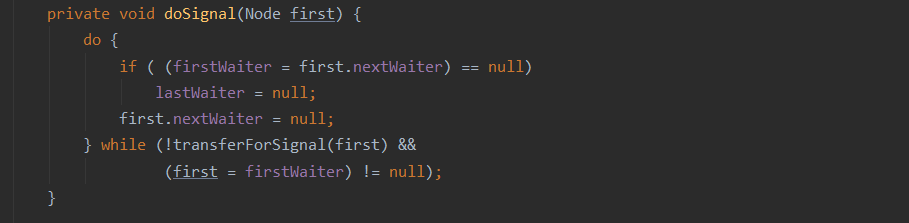 private void doSignal(Node first) {
    do {
        if ( (firstWaiter = first.nextWaiter) == null)
            lastWaiter = null;
        first.nextWaiter = null;
    } while (!transferForSignal(first) &&
             (first = firstWaiter) != null);
}